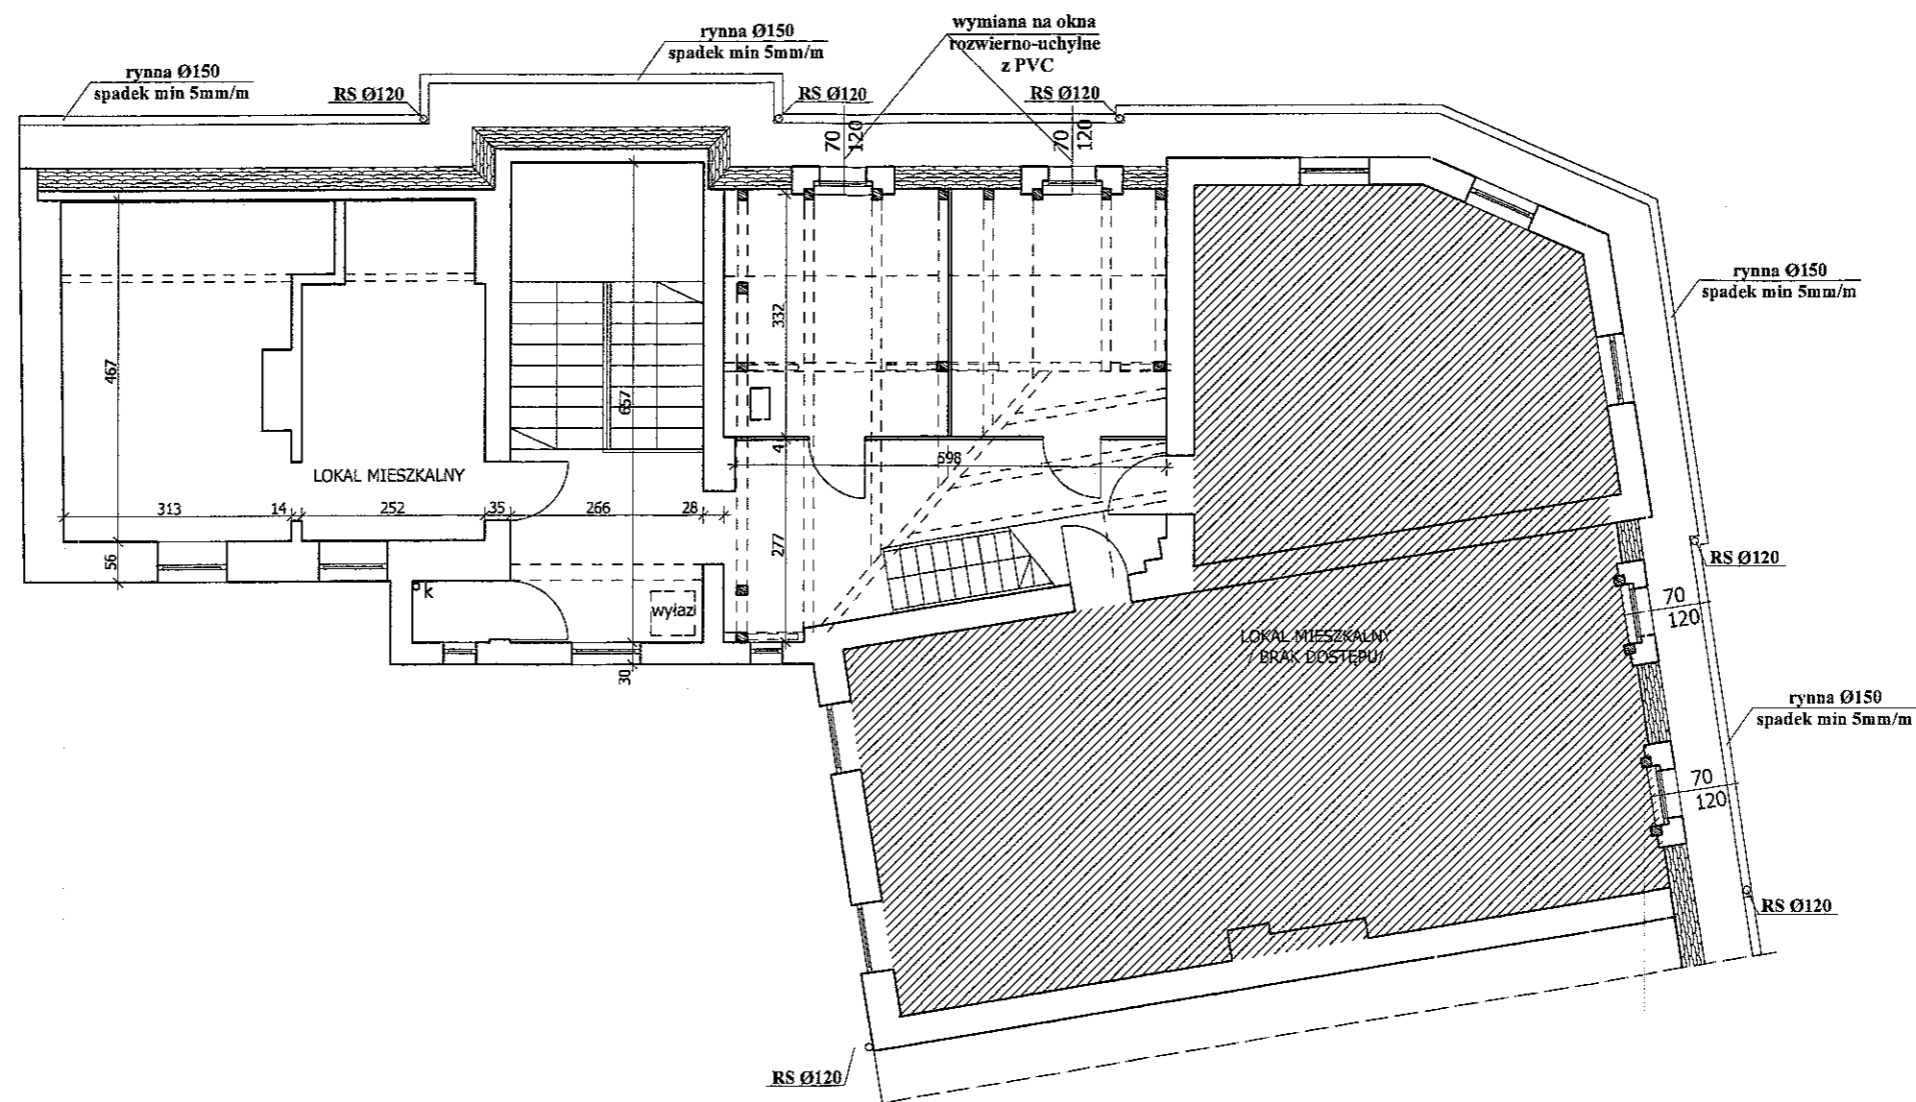 rynna Ø150
spadek min 5mm/m
RS Ø120
rynna Ø150
spadek min 5mm/m
wymiana na okna
rozwierno-uchylne
z PVC
RS Ø120
RS Ø120
70
120
70
120
rynna Ø150
spadek min 5mm/m
467
332
657
LOKAL MIESZKALNY
4
598
313
14
252
35
266
28
277
56
k
wyłazi
30
LOKAL MIESZKALNY
/ BRAK DOSTĘPU/
RS Ø120
70
120
rynna Ø150
spadek min 5mm/m
70
120
RS Ø120
RS Ø120